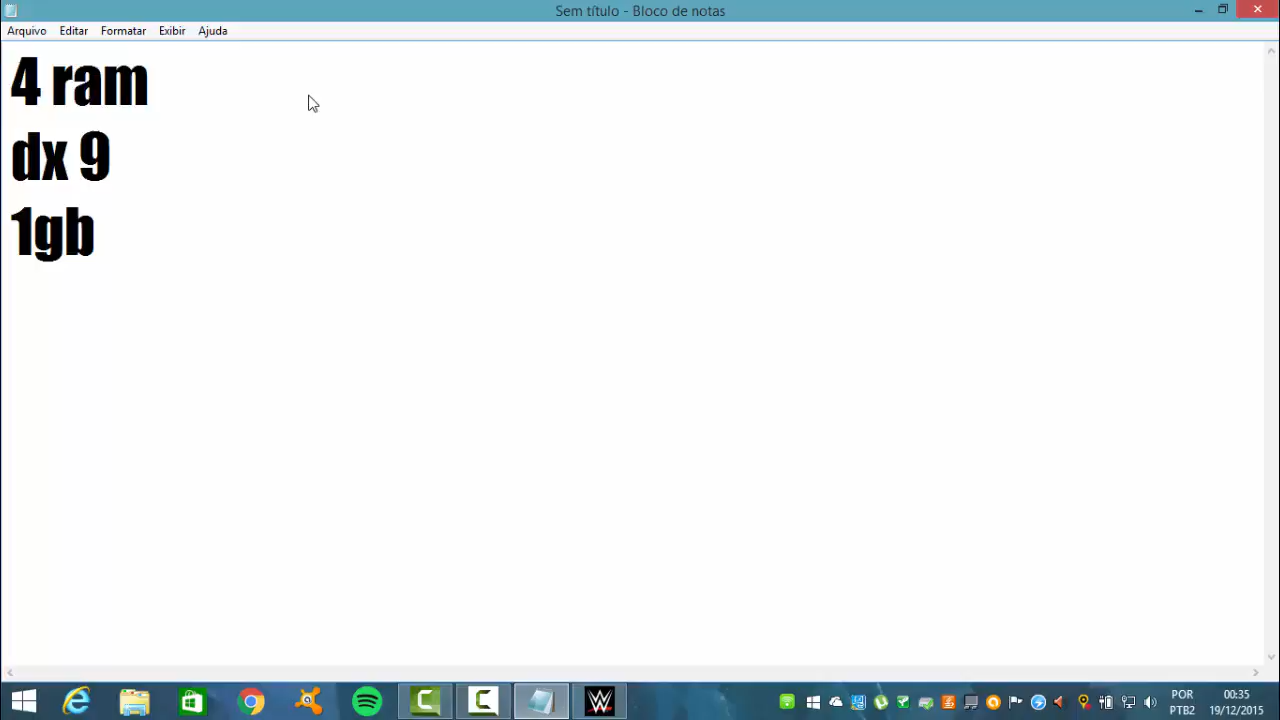 Sem título - Bloco de notas
Arquivo Editar Formatar Exibir Ajuda
4 ram
dx 9
1gb
POR 00:35
PTB2 19/12/2015